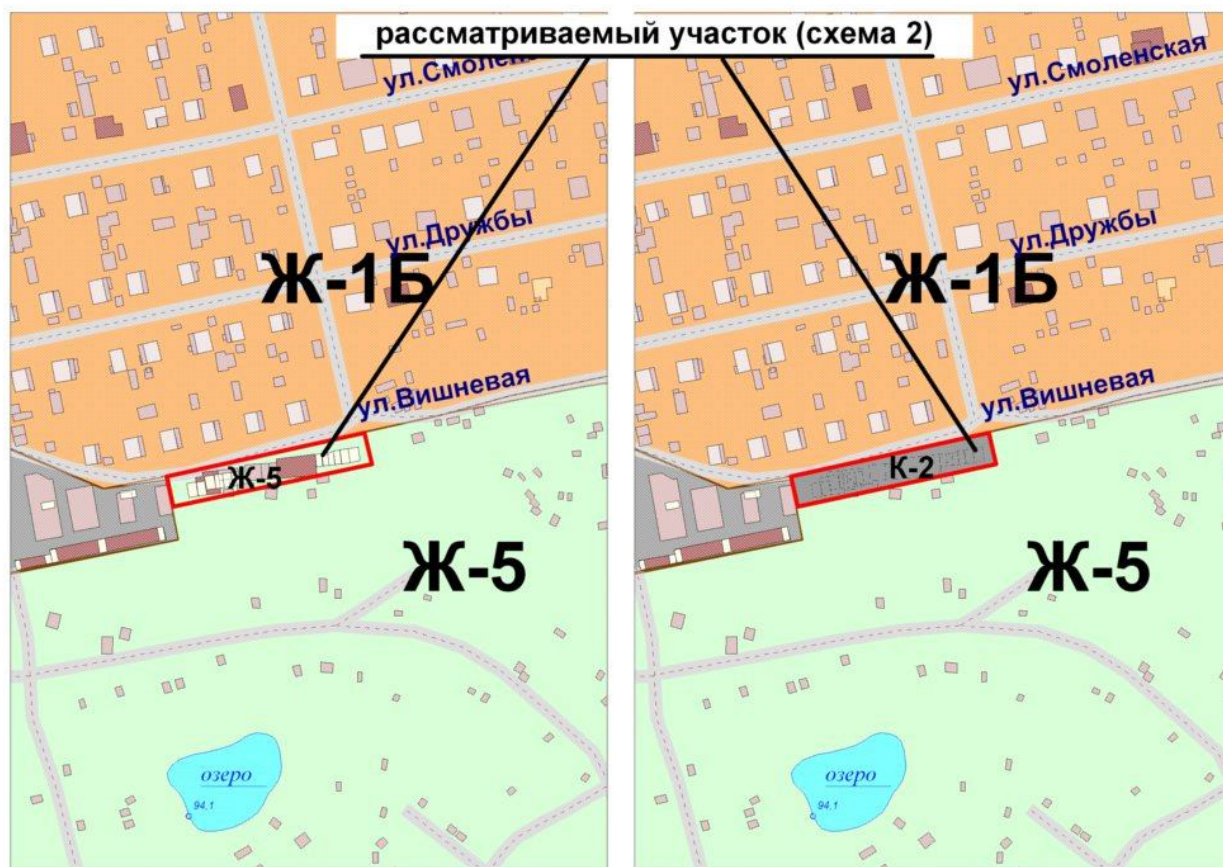 рассматриваемый участок (схема 2)
ул.Смоленская
ул.Дружбы
Ж-1Б
ул.Вишневая
Ж-5
Ж-5
озеро
94,1
ул.Смоленская
ул.Дружбы
Ж-1Б
ул.Вишневая
К-2
Ж-5
озеро
94,1